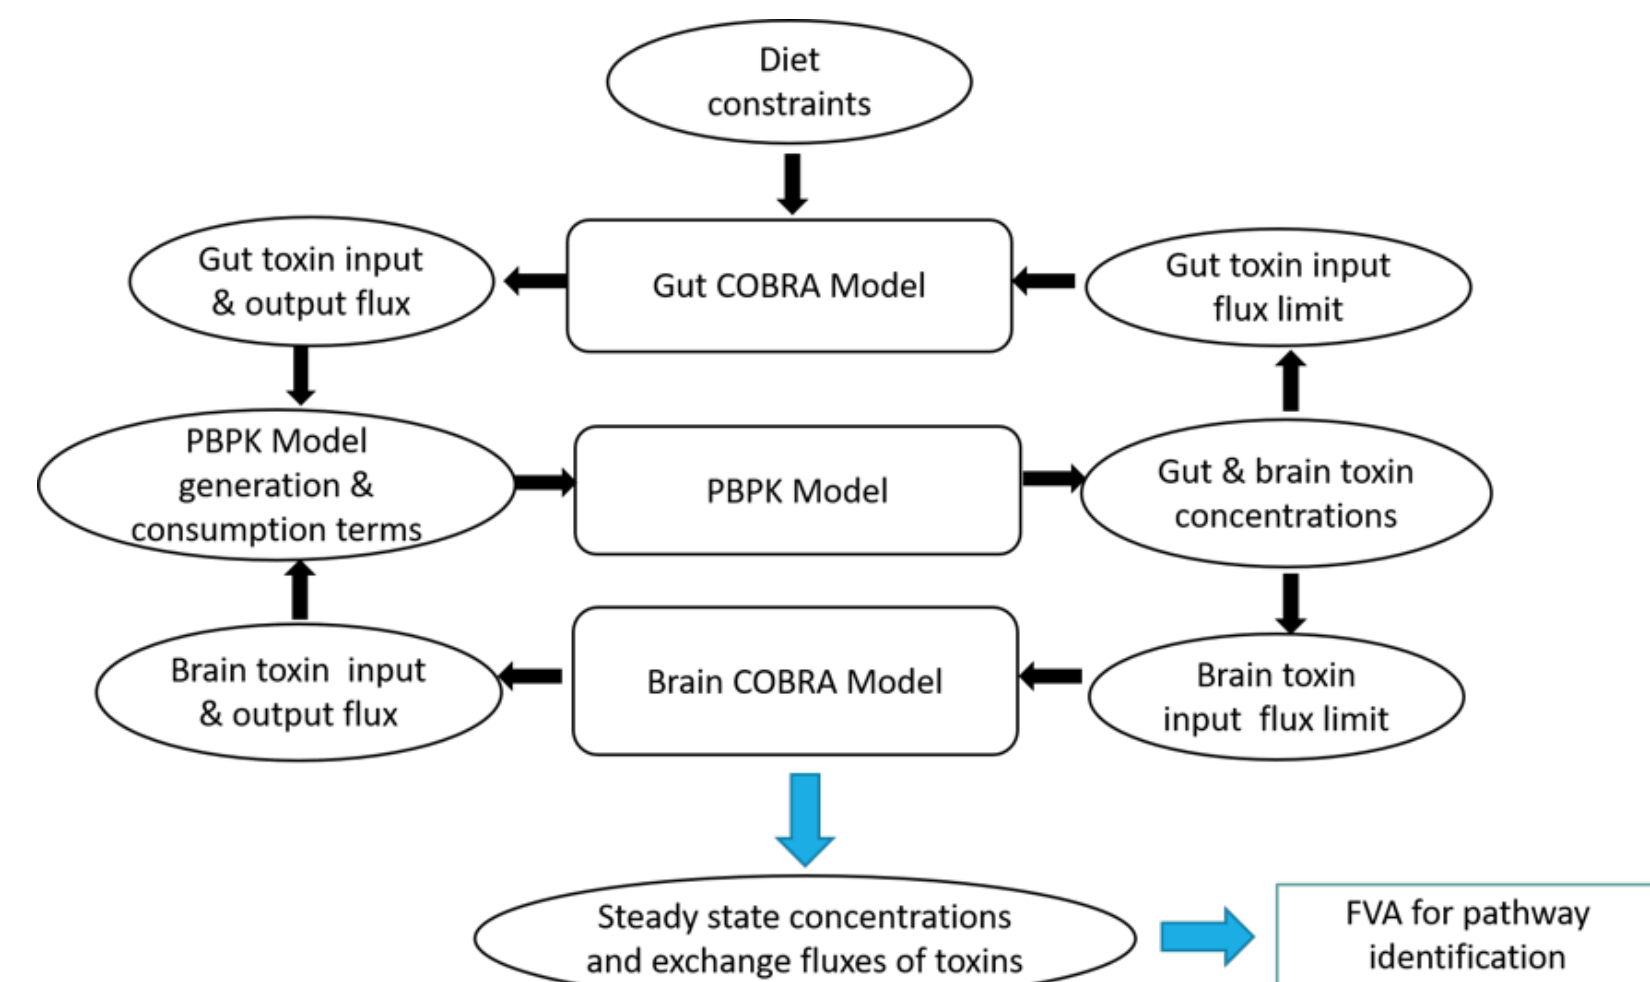 Diet
constraints
Gut toxin input
& output flux
Gut COBRA Model
Gut toxin input
flux limit
PBPK Model
generation &
consumption terms
PBPK Model
Gut & brain toxin
concentrations
Brain toxin input
& output flux
Brain COBRA Model
Brain toxin
input flux limit
Steady state concentrations
and exchange fluxes of toxins
FVA for pathway
identification